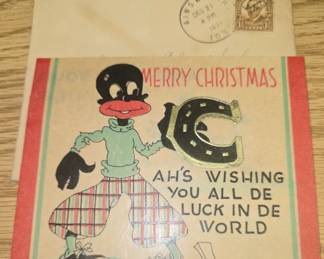 MERRY CHRISTMAS
AH'S WISHING
YOU ALL DE
LUCK IN DE
WORLD